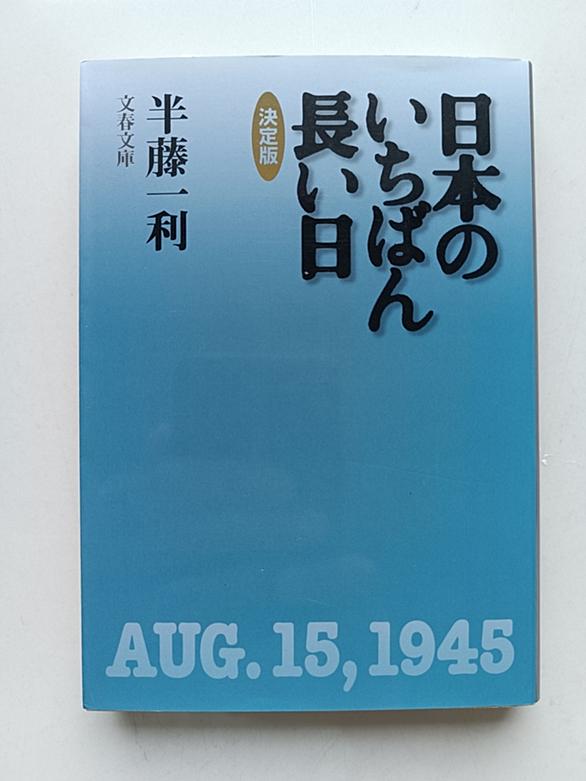 日本の
いちばん
長い日
決定版
半藤一利
文春文庫
AUG. 15, 1945